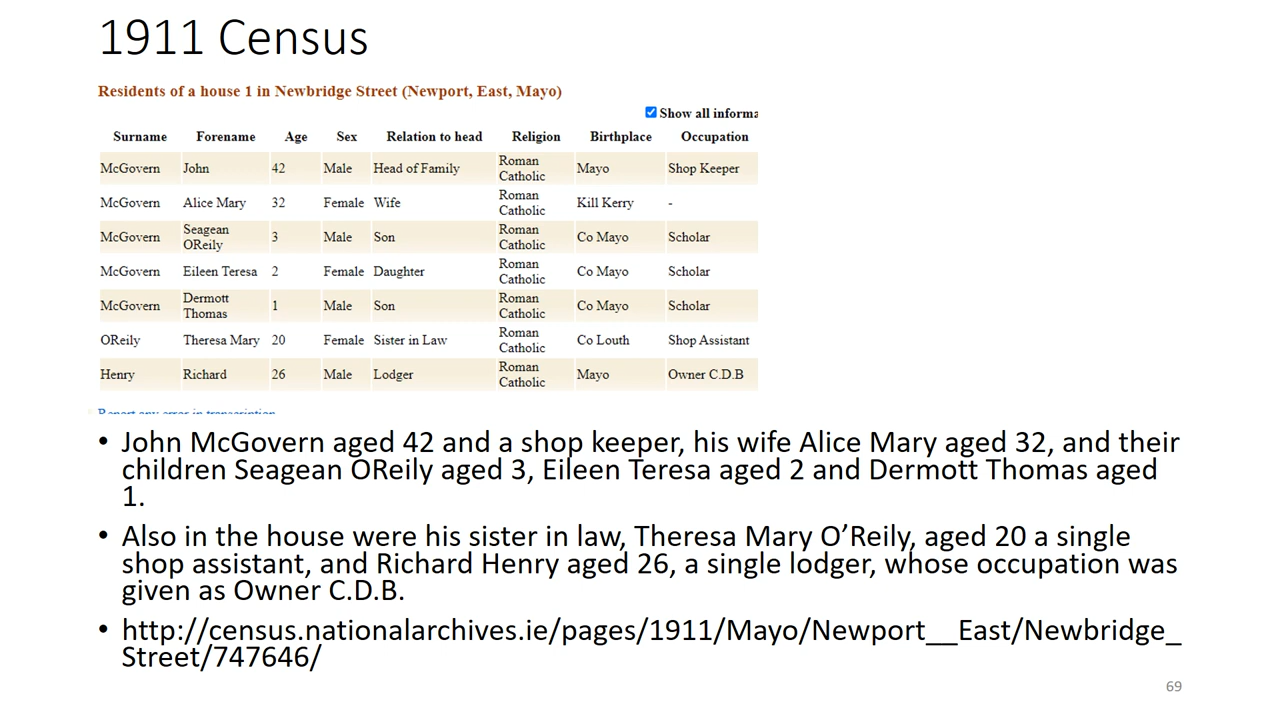 1911 Census
Residents of a house 1 in Newbridge Street (Newport, East, Mayo)
Show all informa
Surname Forename Age Sex Relation to head Religion Birthplace Occupation
McGovern John 42 Male Head of Family Roman Catholic Mayo Shop Keeper
McGovern Alice Mary 32 Female Wife Roman Catholic Kill Kerry -
McGovern Seagean OReily 3 Male Son Roman Catholic Co Mayo Scholar
McGovern Eileen Teresa 2 Female Daughter Roman Catholic Co Mayo Scholar
McGovern Dermott Thomas 1 Male Son Roman Catholic Co Mayo Scholar
OReily Theresa Mary 20 Female Sister in Law Roman Catholic Co Louth Shop Assistant
Henry Richard 26 Male Lodger Roman Catholic Mayo Owner C.D.B
Report any error in transcription
• John McGovern aged 42 and a shop keeper, his wife Alice Mary aged 32, and their
children Seagean OReily aged 3, Eileen Teresa aged 2 and Dermott Thomas aged
1.
• Also in the house were his sister in law, Theresa Mary O’Reily, aged 20 a single
shop assistant, and Richard Henry aged 26, a single lodger, whose occupation was
given as Owner C.D.B.
• http://census.nationalarchives.ie/pages/1911/Mayo/Newport__East/Newbridge_
Street/747646/
69